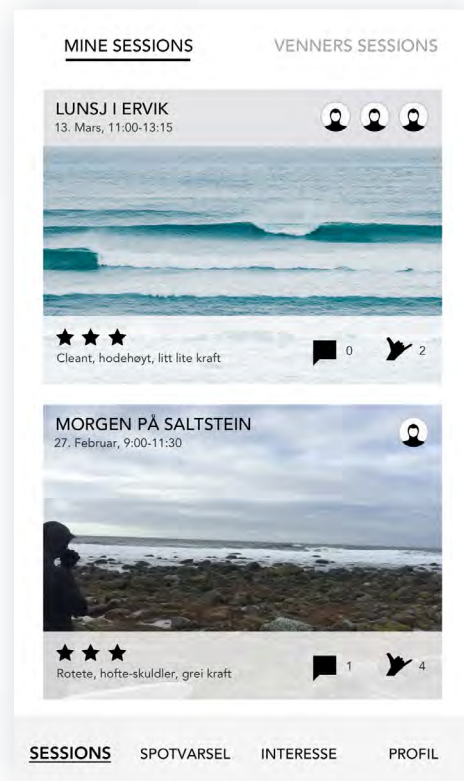 MINE SESSIONS
VENNERS SESSIONS
LUNSJ I ERVIK
13. Mars, 11:00-13:15
Cleant, hodehøyt, litt lite kraft
0
2
MORGEN PÅ SALTSTEIN
27. Februar, 9:00-11:30
Rotete, hofte-skuldler, grei kraft
1
4
SESSIONS
SPOTVARSEL
INTERESSE
PROFIL